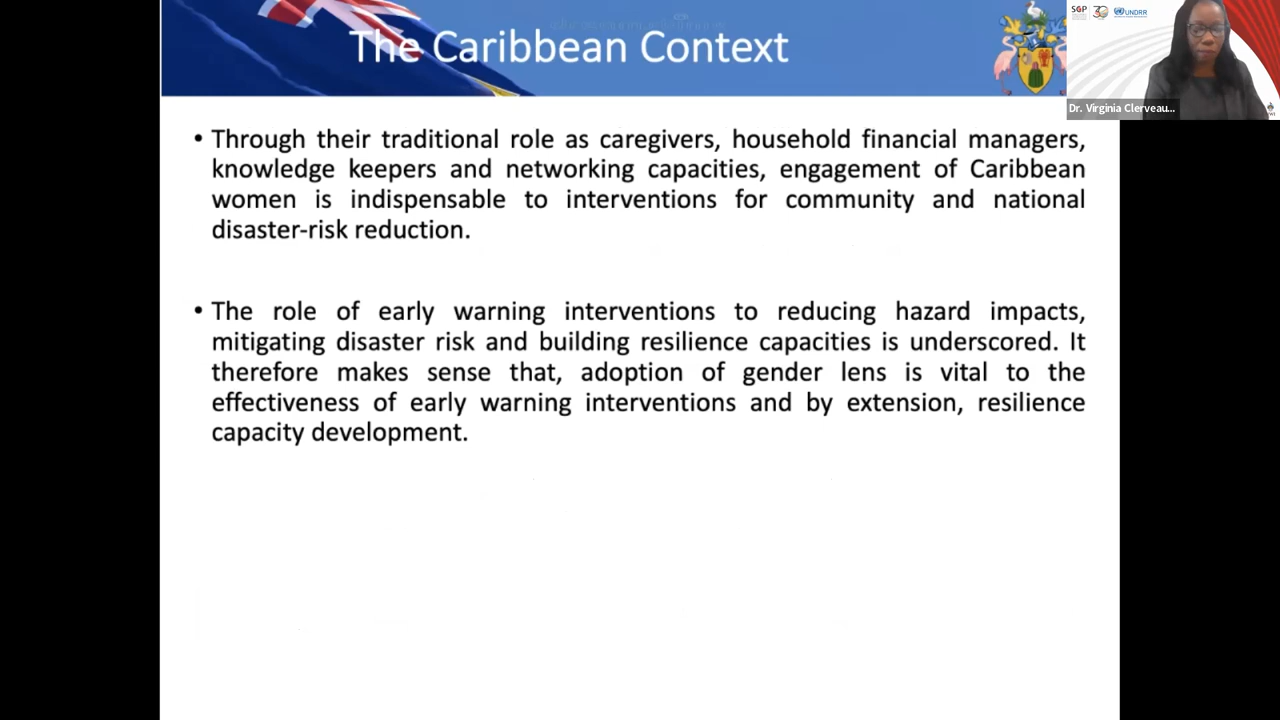 The Caribbean Context
SGP
30
UNDRR
Dr. Virginia Clerveau...
• Through their traditional role as caregivers, household financial managers,
knowledge keepers and networking capacities, engagement of Caribbean
women is indispensable to interventions for community and national
disaster-risk reduction.
• The role of early warning interventions to reducing hazard impacts,
mitigating disaster risk and building resilience capacities is underscored. It
therefore makes sense that, adoption of gender lens is vital to the
effectiveness of early warning interventions and by extension, resilience
capacity development.